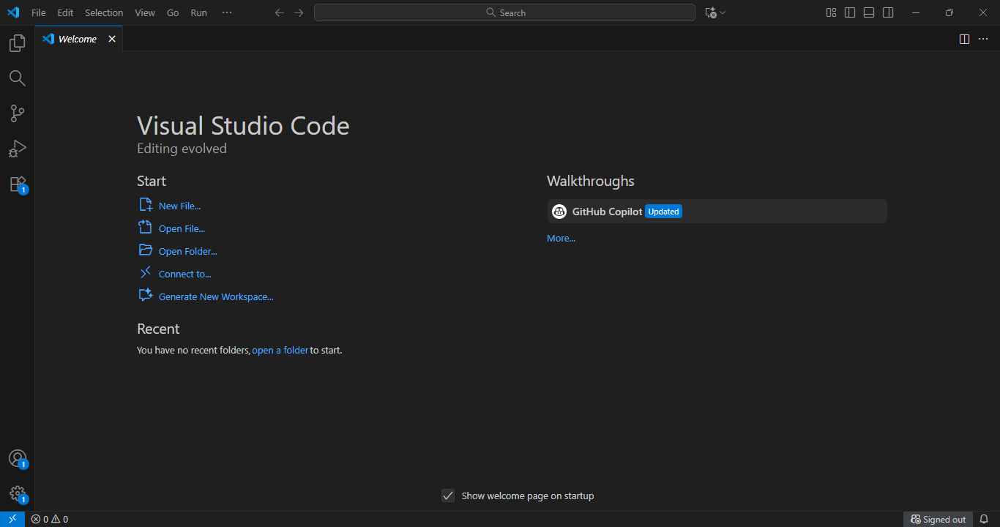 File Edit Selection View Go Run ···
Search
Welcome
Visual Studio Code
Editing evolved
Start
New File...
Open File...
Open Folder...
Connect to...
Generate New Workspace...
Recent
You have no recent folders, open a folder to start.
Walkthroughs
GitHub Copilot Updated
More...
1
1
1
Show welcome page on startup
0 0
Signed out